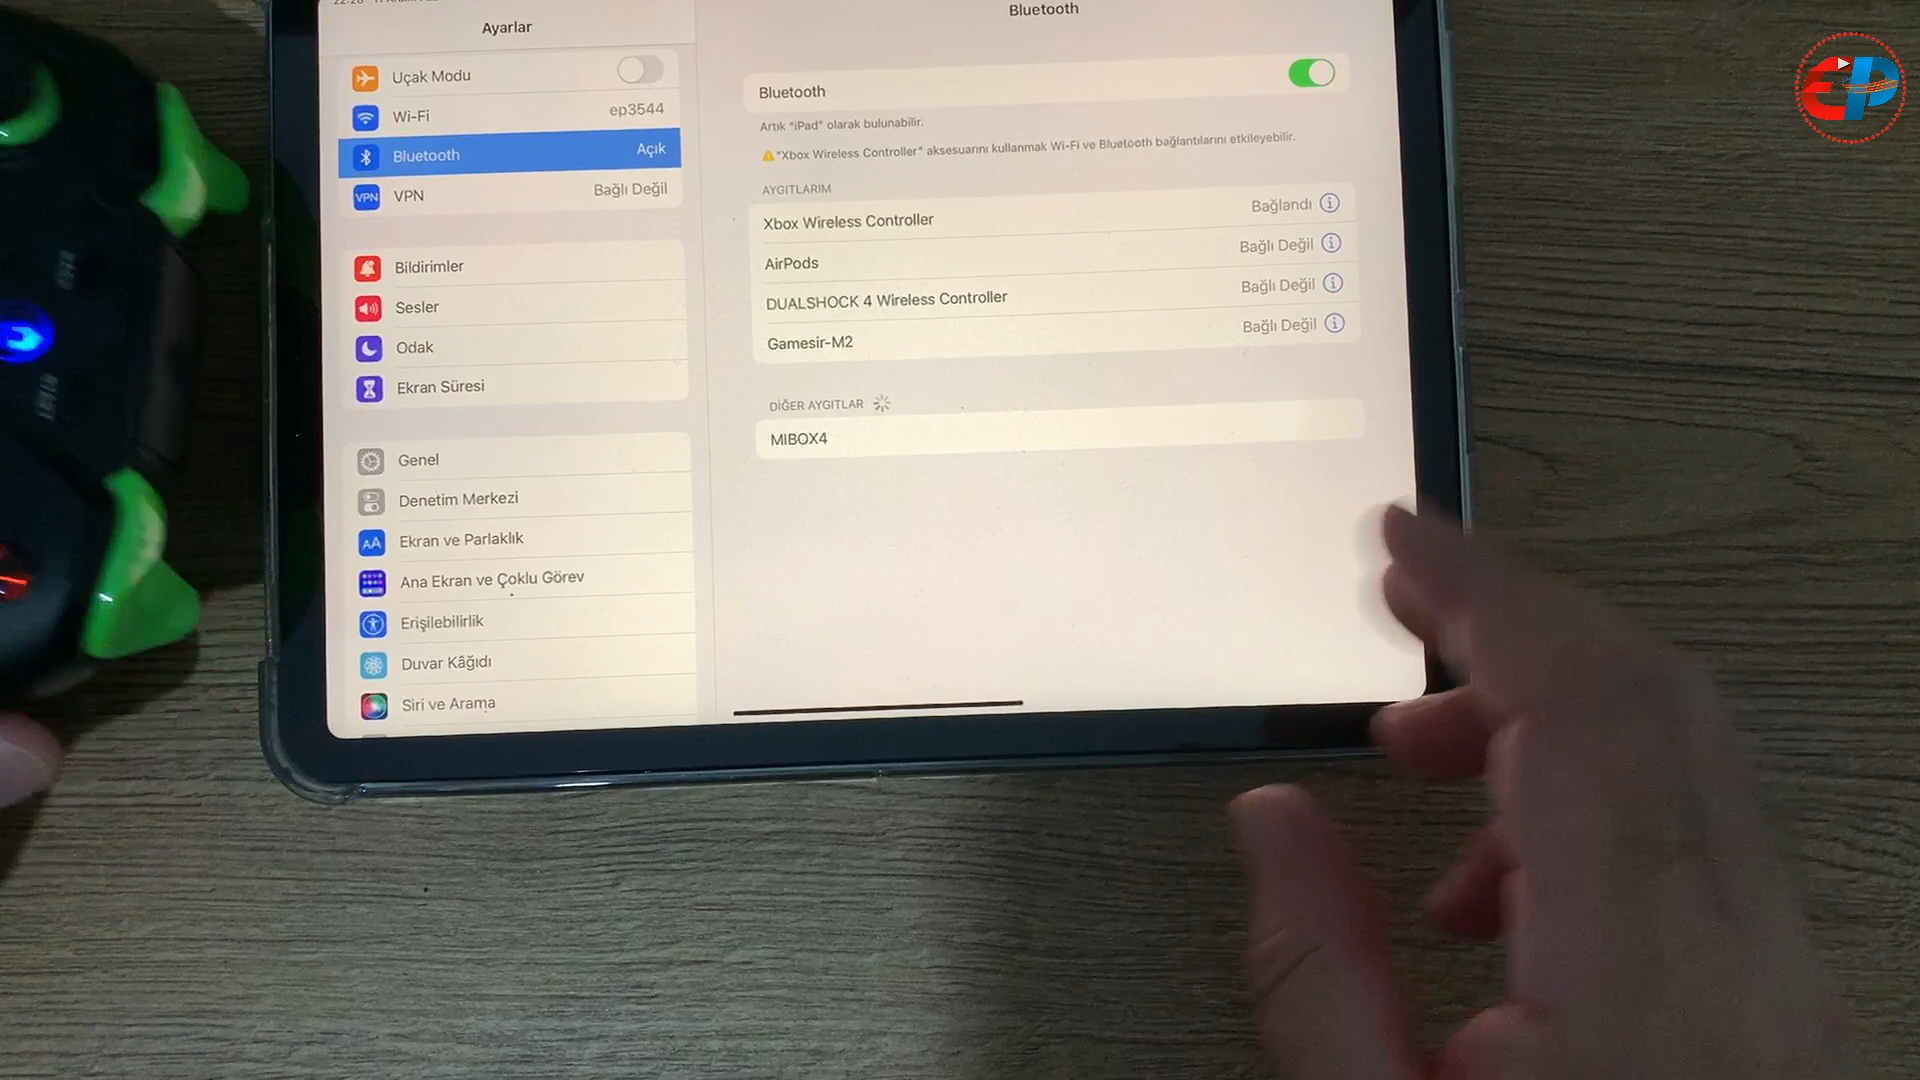 Ayarlar
Uçak Modu
Wi-Fi ep3544
Bluetooth Açık
VPN VPN Bağlı Değil
Bildirimler
Sesler
Odak
Ekran Süresi
Genel
Denetim Merkezi
AA Ekran ve Parlaklık
Ana Ekran ve Çoklu Görev
Erişilebilirlik
Duvar Kâğıdı
Siri ve Arama
Bluetooth
Bluetooth
Artık “iPad” olarak bulunabilir.
“Xbox Wireless Controller” aksesuarını kullanmak Wi-Fi ve Bluetooth bağlantılarını etkileyebilir.
AYGITLARIM
Xbox Wireless Controller Bağlandı
AirPods Bağlı Değil
DUALSHOCK 4 Wireless Controller Bağlı Değil
Gamesir-M2 Bağlı Değil
DİĞER AYGITLAR
MIBOX4
EP